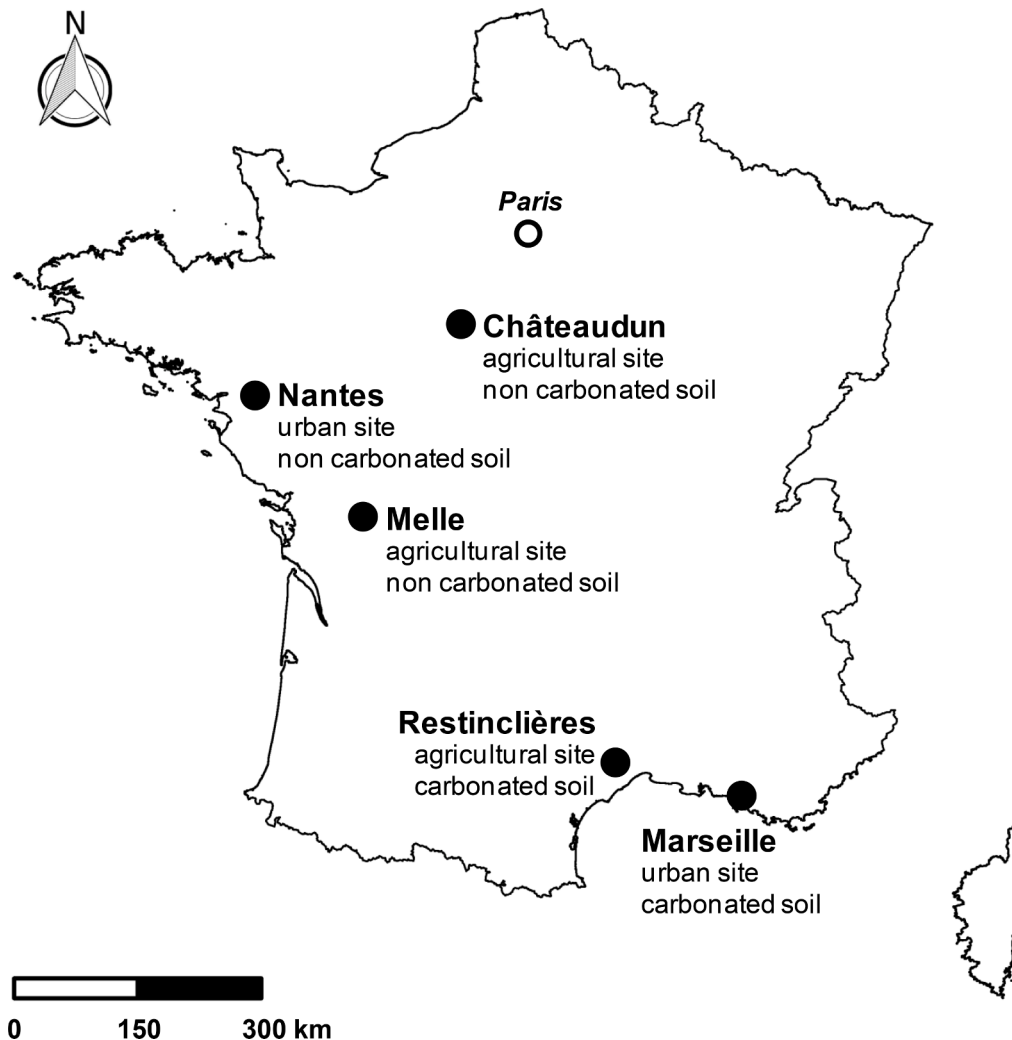 N
Paris
Châteaudun
agricultural site
non carbonated soil
Nantes
urban site
non carbonated soil
Melle
agricultural site
non carbonated soil
Restinclières
agricultural site
carbonated soil
Marseille
urban site
carbonated soil
0 150 300 km